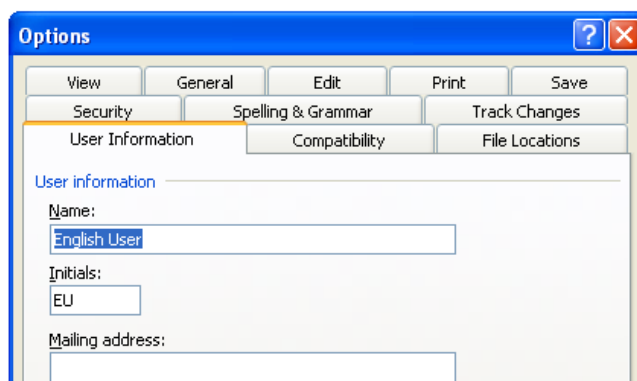 Options
View General Edit Print Save
Security Spelling & Grammar Track Changes
User Information Compatibility File Locations
User information
Name:
English User
Initials:
EU
Mailing address: